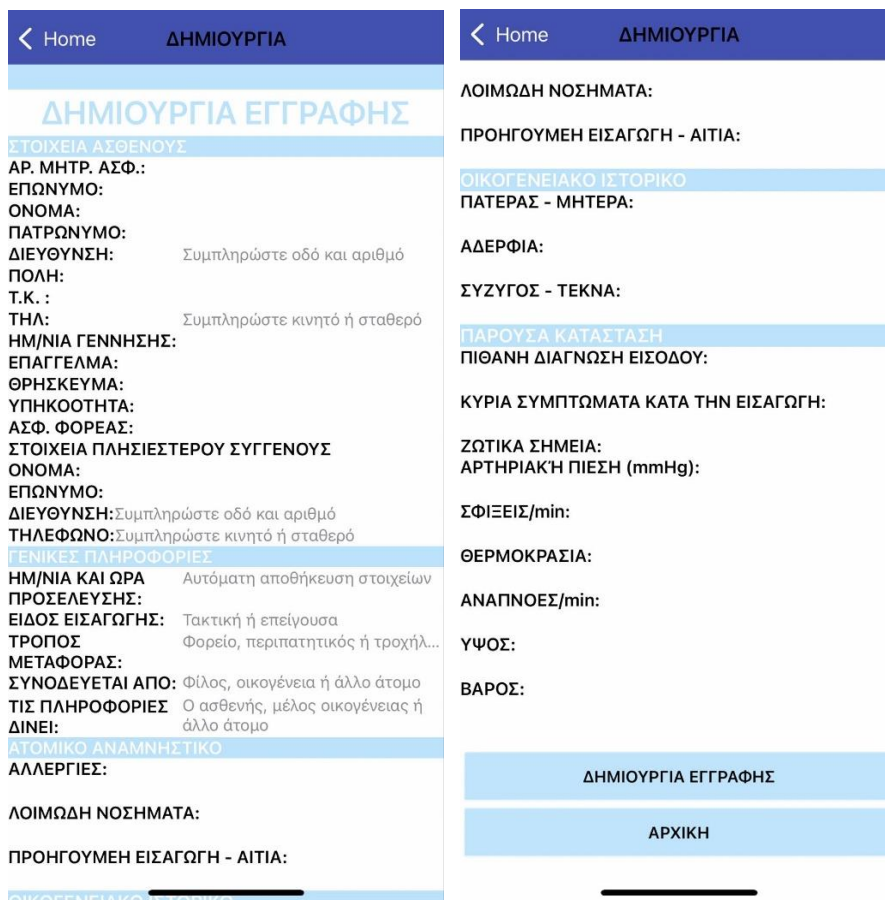 Home ΔΗΜΙΟΥΡΓΙΑ
ΔΗΜΙΟΥΡΓΙΑ ΕΓΓΡΑΦΗΣ
ΣΤΟΙΧΕΙΑ ΑΣΘΕΝΟΥΣ
ΑΡ. ΜΗΤΡ. ΑΣΦ.:
ΕΠΩΝΥΜΟ:
ΟΝΟΜΑ:
ΠΑΤΡΩΝΥΜΟ:
ΔΙΕΥΘΥΝΣΗ: Συμπληρώστε οδό και αριθμό
ΠΟΛΗ:
Τ.Κ. :
ΤΗΛ: Συμπληρώστε κινητό ή σταθερό
ΗΜ/ΝΙΑ ΓΕΝΝΗΣΗΣ:
ΕΠΑΓΓΕΛΜΑ:
ΘΡΗΣΚΕΥΜΑ:
ΥΠΗΚΟΟΤΗΤΑ:
ΑΣΦ. ΦΟΡΕΑΣ:
ΣΤΟΙΧΕΙΑ ΠΛΗΣΙΕΣΤΕΡΟΥ ΣΥΓΓΕΝΟΥΣ
ΟΝΟΜΑ:
ΕΠΩΝΥΜΟ:
ΔΙΕΥΘΥΝΣΗ: Συμπληρώστε οδό και αριθμό
ΤΗΛΕΦΩΝΟ: Συμπληρώστε κινητό ή σταθερό
ΓΕΝΙΚΕΣ ΠΛΗΡΟΦΟΡΙΕΣ
ΗΜ/ΝΙΑ ΚΑΙ ΩΡΑ Αυτόματη αποθήκευση στοιχείων
ΠΡΟΣΕΛΕΥΣΗΣ:
ΕΙΔΟΣ ΕΙΣΑΓΩΓΗΣ: Τακτική ή επείγουσα
ΤΡΟΠΟΣ Φορείο, περιπατητικός ή τροχήλ...
ΜΕΤΑΦΟΡΑΣ:
ΣΥΝΟΔΕΥΕΤΑΙ ΑΠΟ: Φίλος, οικογένεια ή άλλο άτομο
ΤΙΣ ΠΛΗΡΟΦΟΡΙΕΣ Ο ασθενής, μέλος οικογένειας ή
ΔΙΝΕΙ: άλλο άτομο
ΑΤΟΜΙΚΟ ΑΝΑΜΝΗΣΤΙΚΟ
ΑΛΛΕΡΓΙΕΣ:
ΛΟΙΜΩΔΗ ΝΟΣΗΜΑΤΑ:
ΠΡΟΗΓΟΥΜΕΗ ΕΙΣΑΓΩΓΗ - ΑΙΤΙΑ:
ΟΙΚΟΓΕΝΕΙΑΚΟ ΙΣΤΟΡΙΚΟ
Home ΔΗΜΙΟΥΡΓΙΑ
ΛΟΙΜΩΔΗ ΝΟΣΗΜΑΤΑ:
ΠΡΟΗΓΟΥΜΕΗ ΕΙΣΑΓΩΓΗ - ΑΙΤΙΑ:
ΟΙΚΟΓΕΝΕΙΑΚΟ ΙΣΤΟΡΙΚΟ
ΠΑΤΕΡΑΣ - ΜΗΤΕΡΑ:
ΑΔΕΡΦΙΑ:
ΣΥΖΥΓΟΣ - ΤΕΚΝΑ:
ΠΑΡΟΥΣΑ ΚΑΤΑΣΤΑΣΗ
ΠΙΘΑΝΗ ΔΙΑΓΝΩΣΗ ΕΙΣΟΔΟΥ:
ΚΥΡΙΑ ΣΥΜΠΤΩΜΑΤΑ ΚΑΤΑ ΤΗΝ ΕΙΣΑΓΩΓΗ:
ΖΩΤΙΚΑ ΣΗΜΕΙΑ:
ΑΡΤΗΡΙΑΚΉ ΠΙΕΣΗ (mmHg):
ΣΦΙΞΕΙΣ/min:
ΘΕΡΜΟΚΡΑΣΙΑ:
ΑΝΑΠΝΟΕΣ/min:
ΥΨΟΣ:
ΒΑΡΟΣ:
ΔΗΜΙΟΥΡΓΙΑ ΕΓΓΡΑΦΗΣ
ΑΡΧΙΚΗ